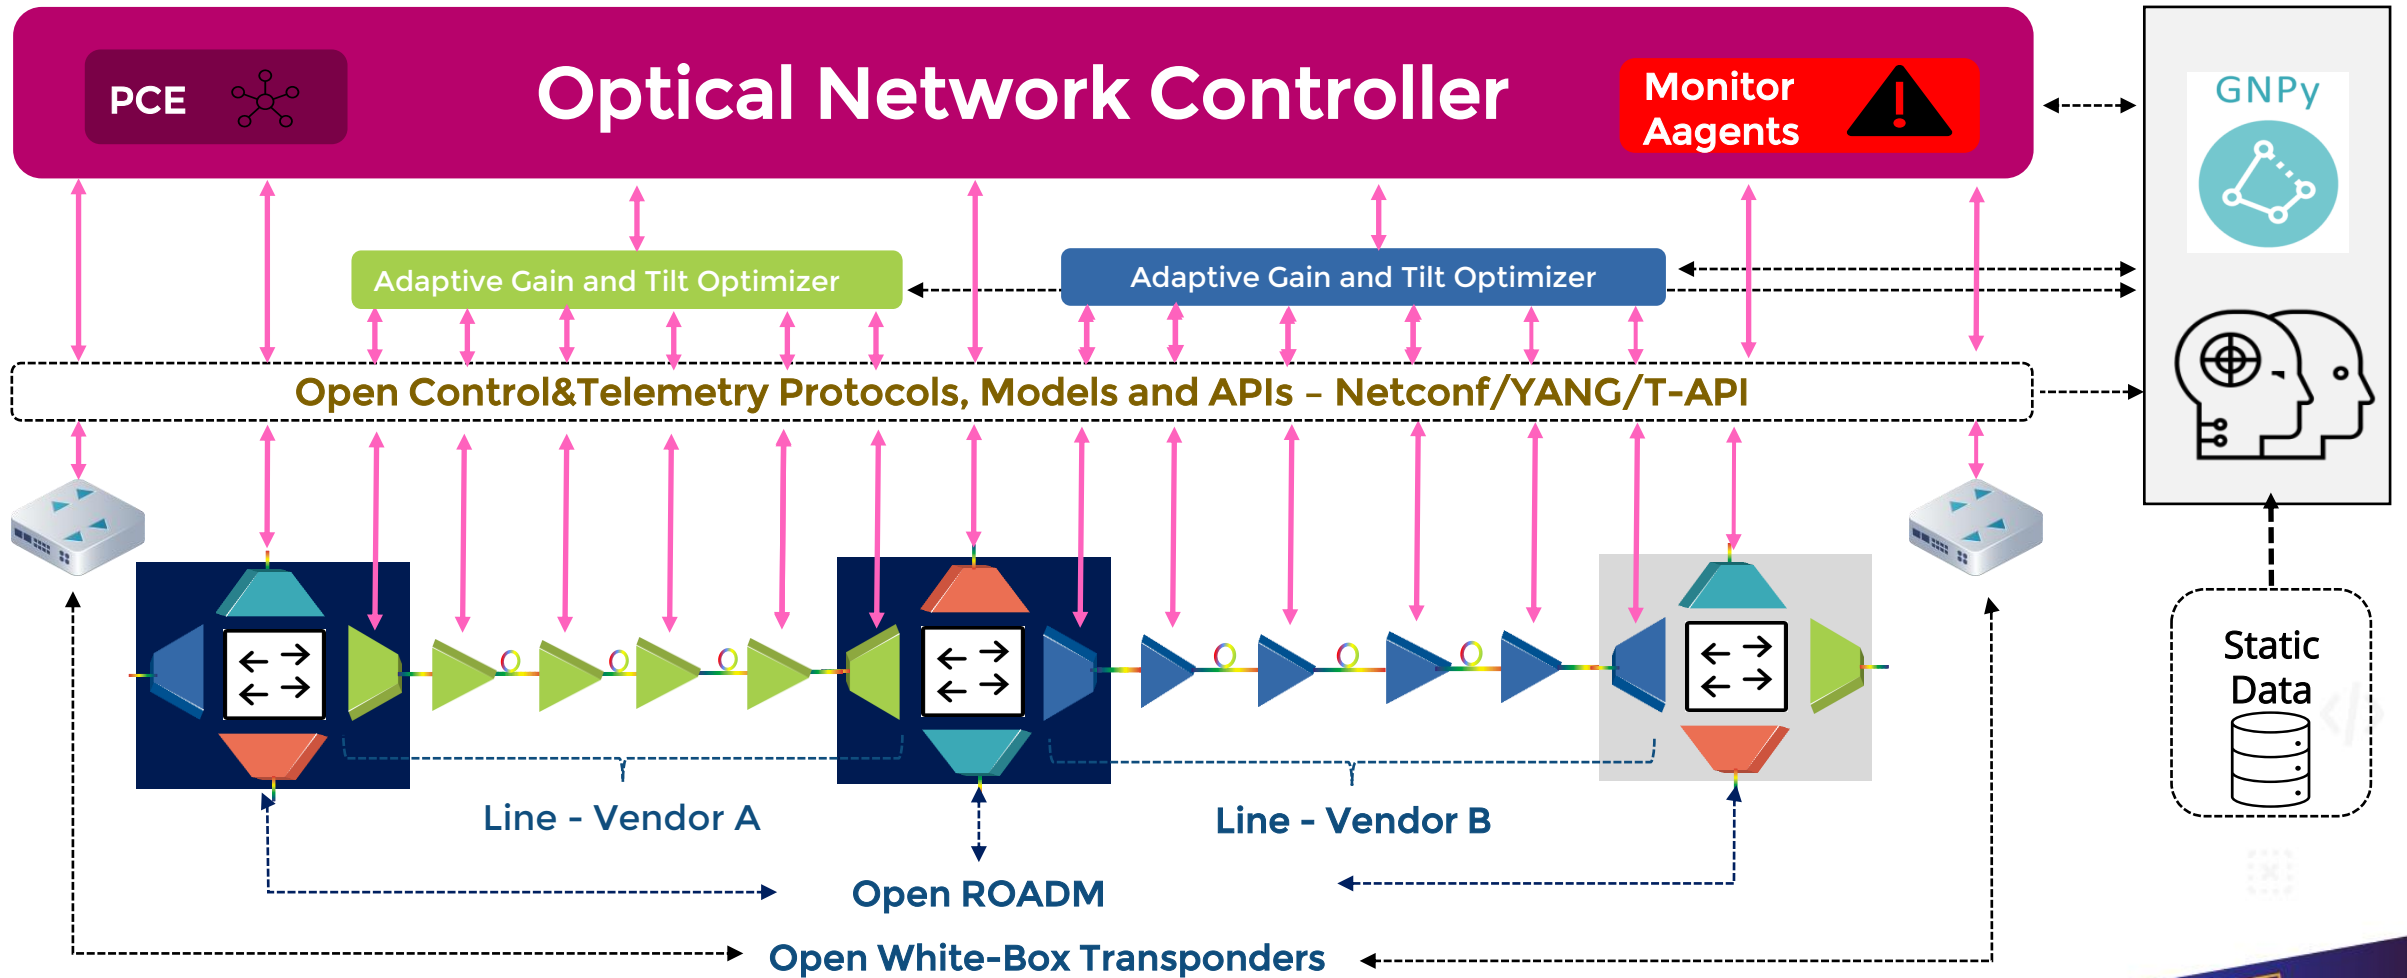 PCE
Optical Network Controller
Monitor
Aagents
GNPy
Adaptive Gain and Tilt Optimizer
Adaptive Gain and Tilt Optimizer
Open Control&Telemetry Protocols, Models and APIs – Netconf/YANG/T-API
Static
Data
Line - Vendor A
Line - Vendor B
Open ROADM
Open White-Box Transponders